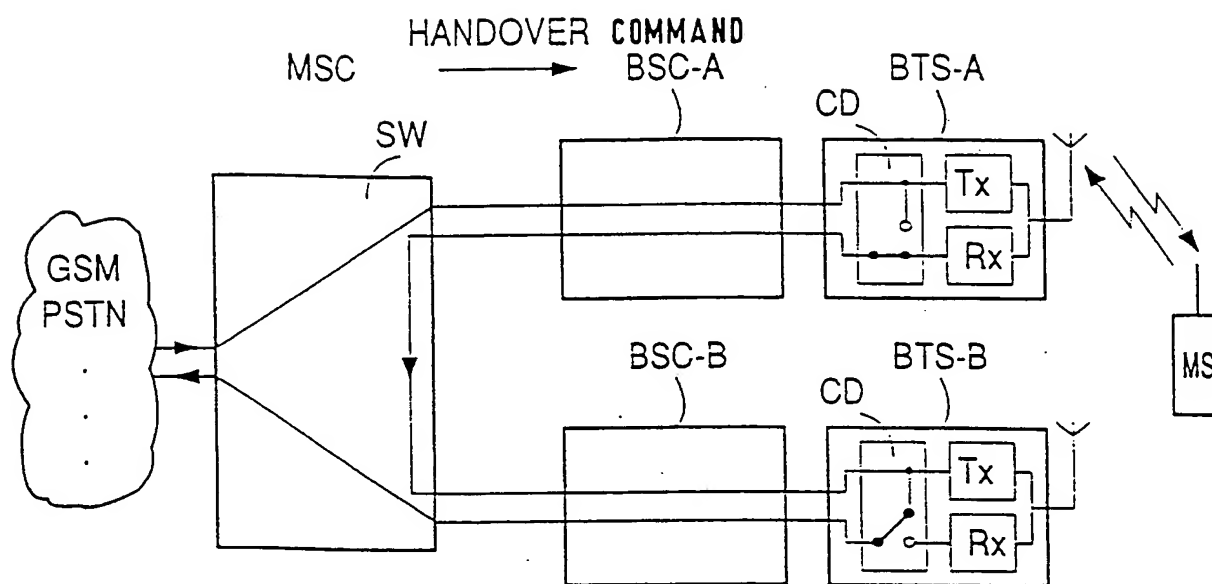 HANDOVER COMMAND
MSC
BSC-A
BTS-A
SW
CD
Tx
Rx
GSM
PSTN
.
.
.
MS
BSC-B
BTS-B
CD
Tx
Rx